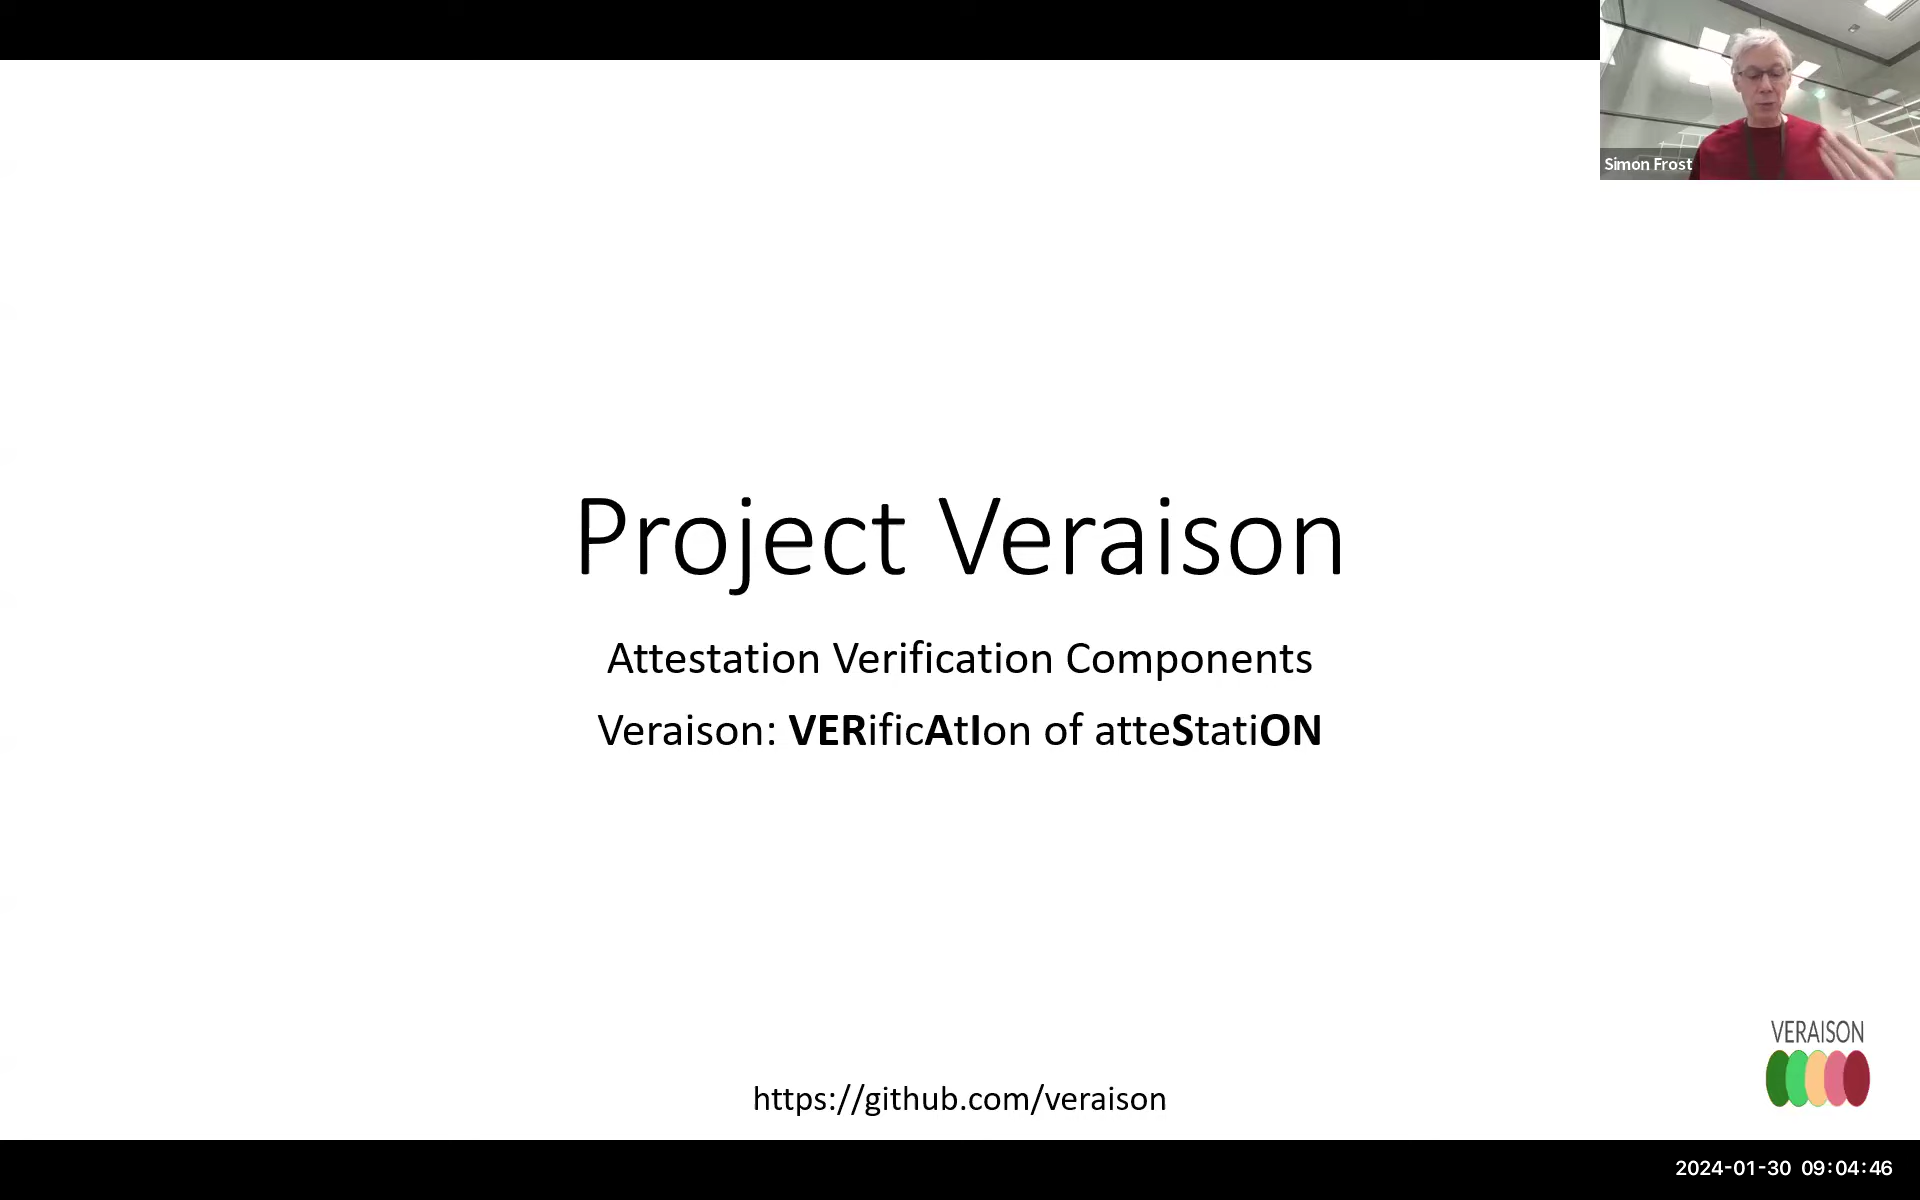 Simon Frost
Project Veraison
Attestation Verification Components
Veraison: VERificAtIon of atteStatiON
VERAISON
https://github.com/veraison
2024-01-30 09:04:46